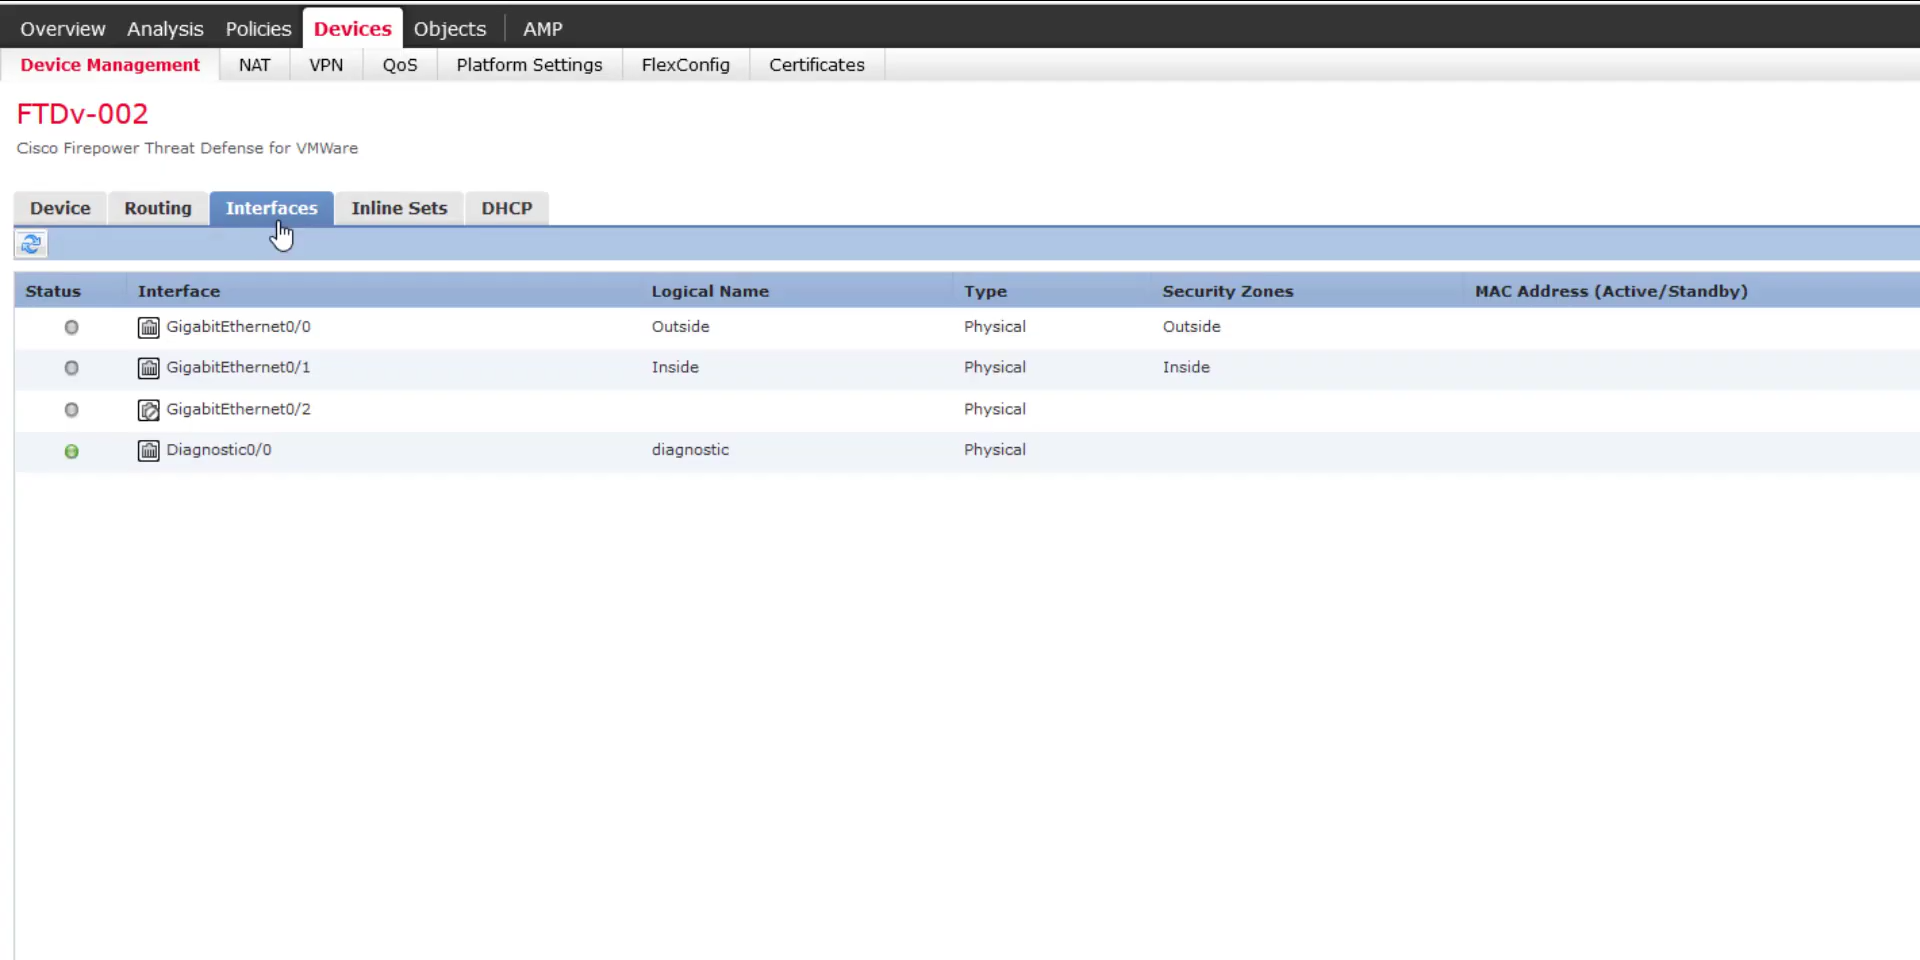 Overview Analysis Policies Devices Objects AMP
Device Management NAT VPN QoS Platform Settings FlexConfig Certificates
FTDv-002
Cisco Firepower Threat Defense for VMWare
Device Routing Interfaces Inline Sets DHCP
Status Interface Logical Name Type Security Zones MAC Address (Active/Standby)
GigabitEthernet0/0 Outside Physical Outside
GigabitEthernet0/1 Inside Physical Inside
GigabitEthernet0/2 Physical
Diagnostic0/0 diagnostic Physical